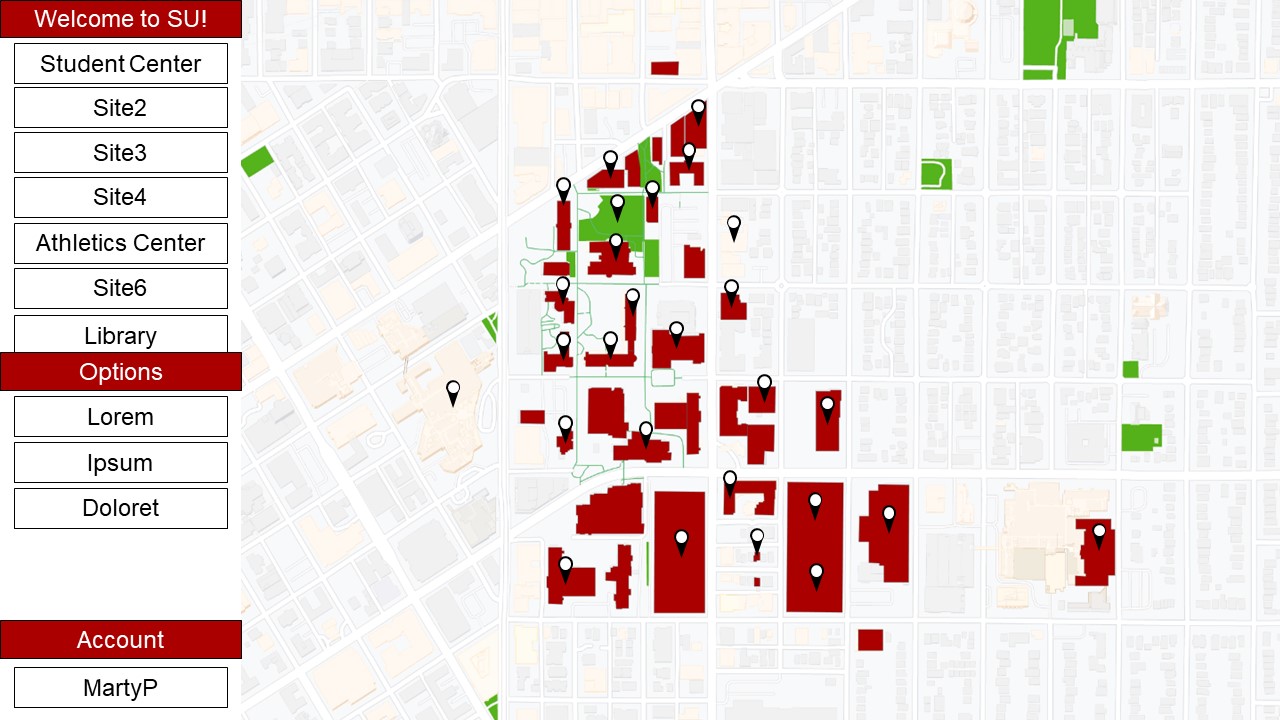 Welcome to SU!
Student Center
Site2
Site3
Site4
Athletics Center
Site6
Library
Options
Lorem
Ipsum
Doloret
Account
MartyP